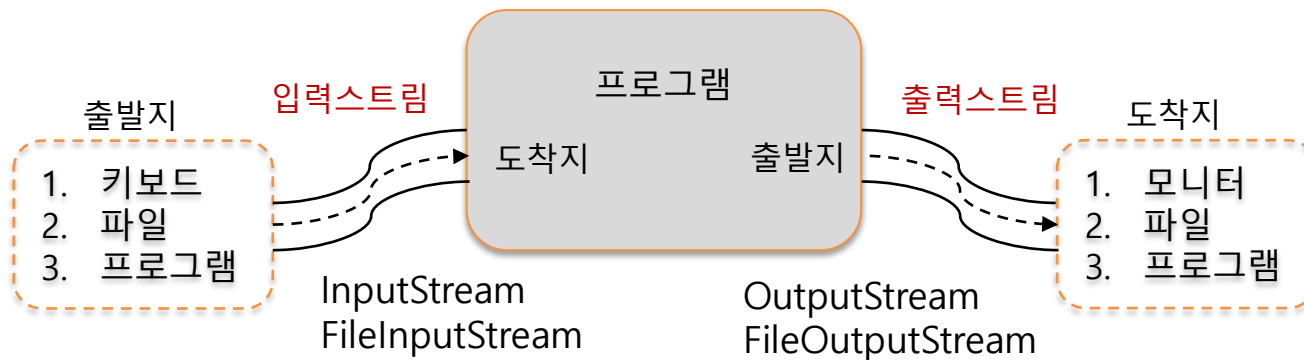 프로그램
입력스트림
출력스트림
출발지
도착지
도착지
출발지
1. 키보드
2. 파일
3. 프로그램
1. 모니터
2. 파일
3. 프로그램
InputStream
FileInputStream
OutputStream
FileOutputStream